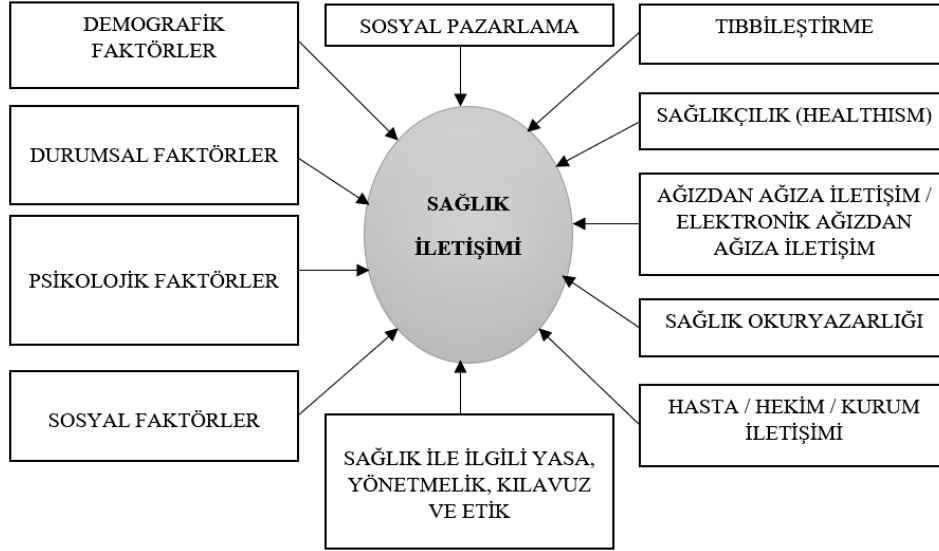 DEMOGRAFİK
FAKTÖRLER
SOSYAL PAZARLAMA
TIBBİLEŞTİRME
DURUMSAL FAKTÖRLER
SAĞLIKÇILIK (HEALTHISM)
SAĞLIK
İLETİŞİMİ
AĞIZDAN AĞIZA İLETİŞİM /
ELEKTRONİK AĞIZDAN
AĞIZA İLETİŞİM
PSİKOLOJİK FAKTÖRLER
SAĞLIK OKURYAZARLIĞI
SOSYAL FAKTÖRLER
SAĞLIK İLE İLGİLİ YASA,
YÖNETMELİK, KILAVUZ
VE ETİK
HASTA / HEKİM / KURUM
İLETİŞİMİ